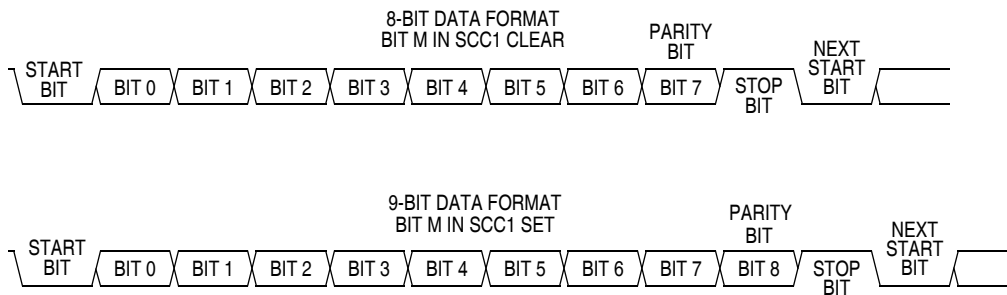 8-BIT DATA FORMAT
BIT M IN SCC1 CLEAR
PARITY
BIT
START
BIT
BIT 0
BIT 1
BIT 2
BIT 3
BIT 4
BIT 5
BIT 6
BIT 7
STOP
BIT
NEXT
START
BIT
9-BIT DATA FORMAT
BIT M IN SCC1 SET
PARITY
BIT
START
BIT
BIT 0
BIT 1
BIT 2
BIT 3
BIT 4
BIT 5
BIT 6
BIT 7
BIT 8
STOP
BIT
NEXT
START
BIT